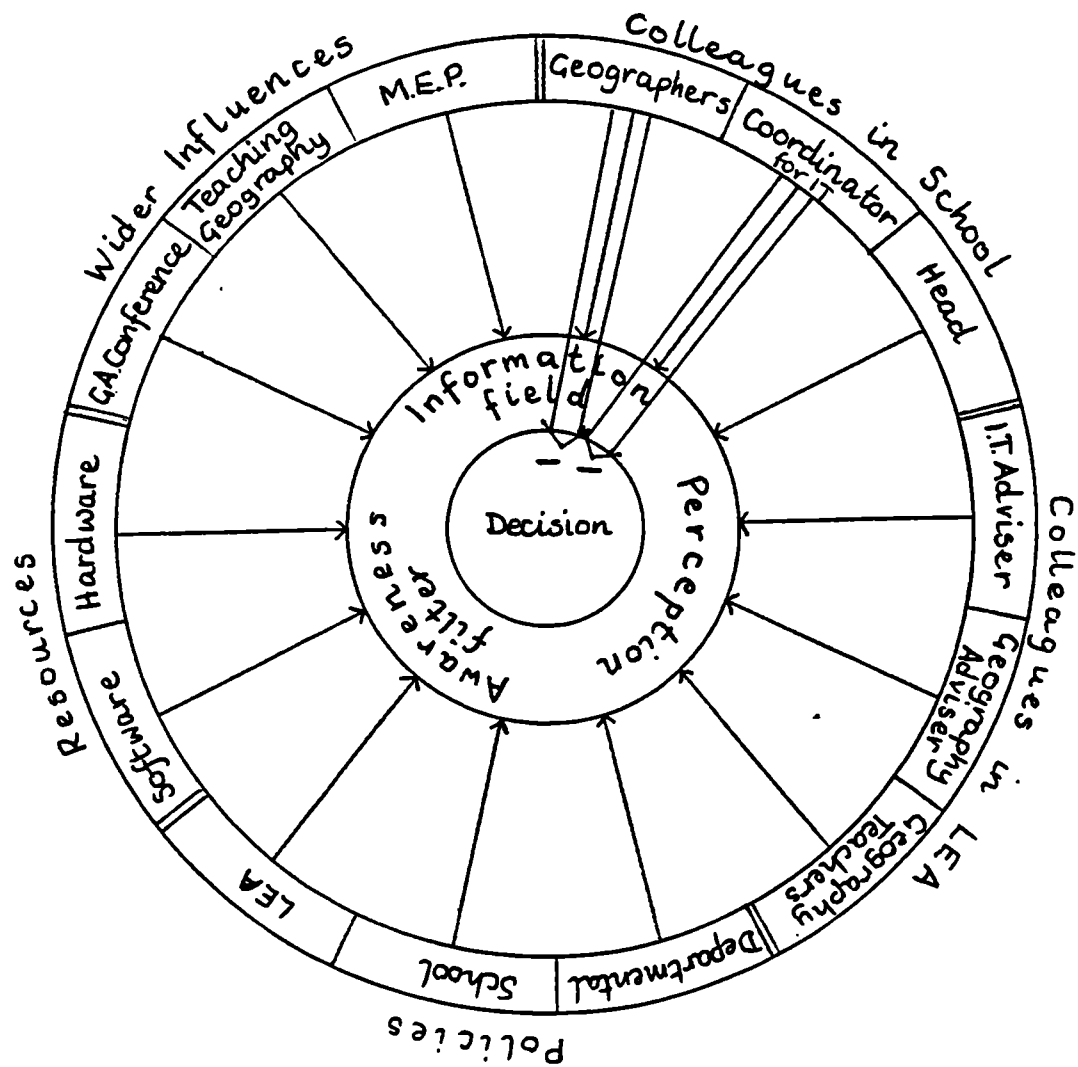 Wider Influences
Colleagues in School
Colleagues in LEA
Policies
Resources
M.E.P.
Geographers
Coordinator
for IT
Head
I.T. Adviser
Geography
Adviser
Geography
Teachers
Departmental
School
LEA
Software
Hardware
G.A. Conference
Teaching
Geography
Information
field
Perception
Awareness
filter
Decision